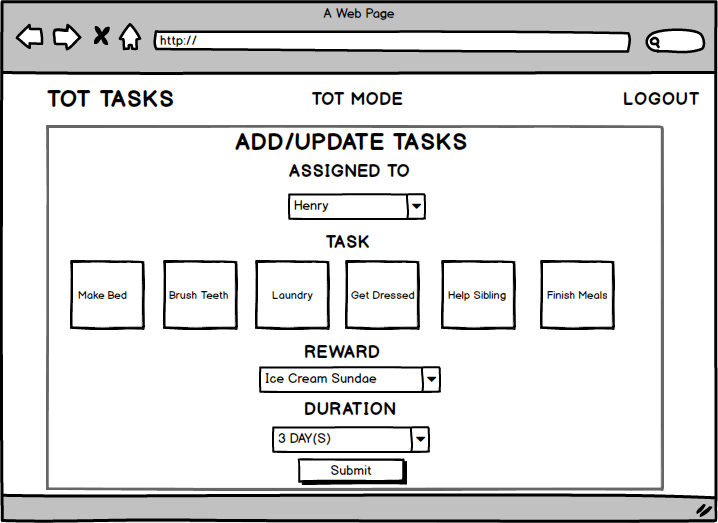 A Web Page
http://
TOT TASKS TOT MODE LOGOUT
ADD/UPDATE TASKS
ASSIGNED TO
Henry
TASK
Make Bed Brush Teeth Laundry Get Dressed Help Sibling Finish Meals
REWARD
Ice Cream Sundae
DURATION
3 DAY(S)
Submit